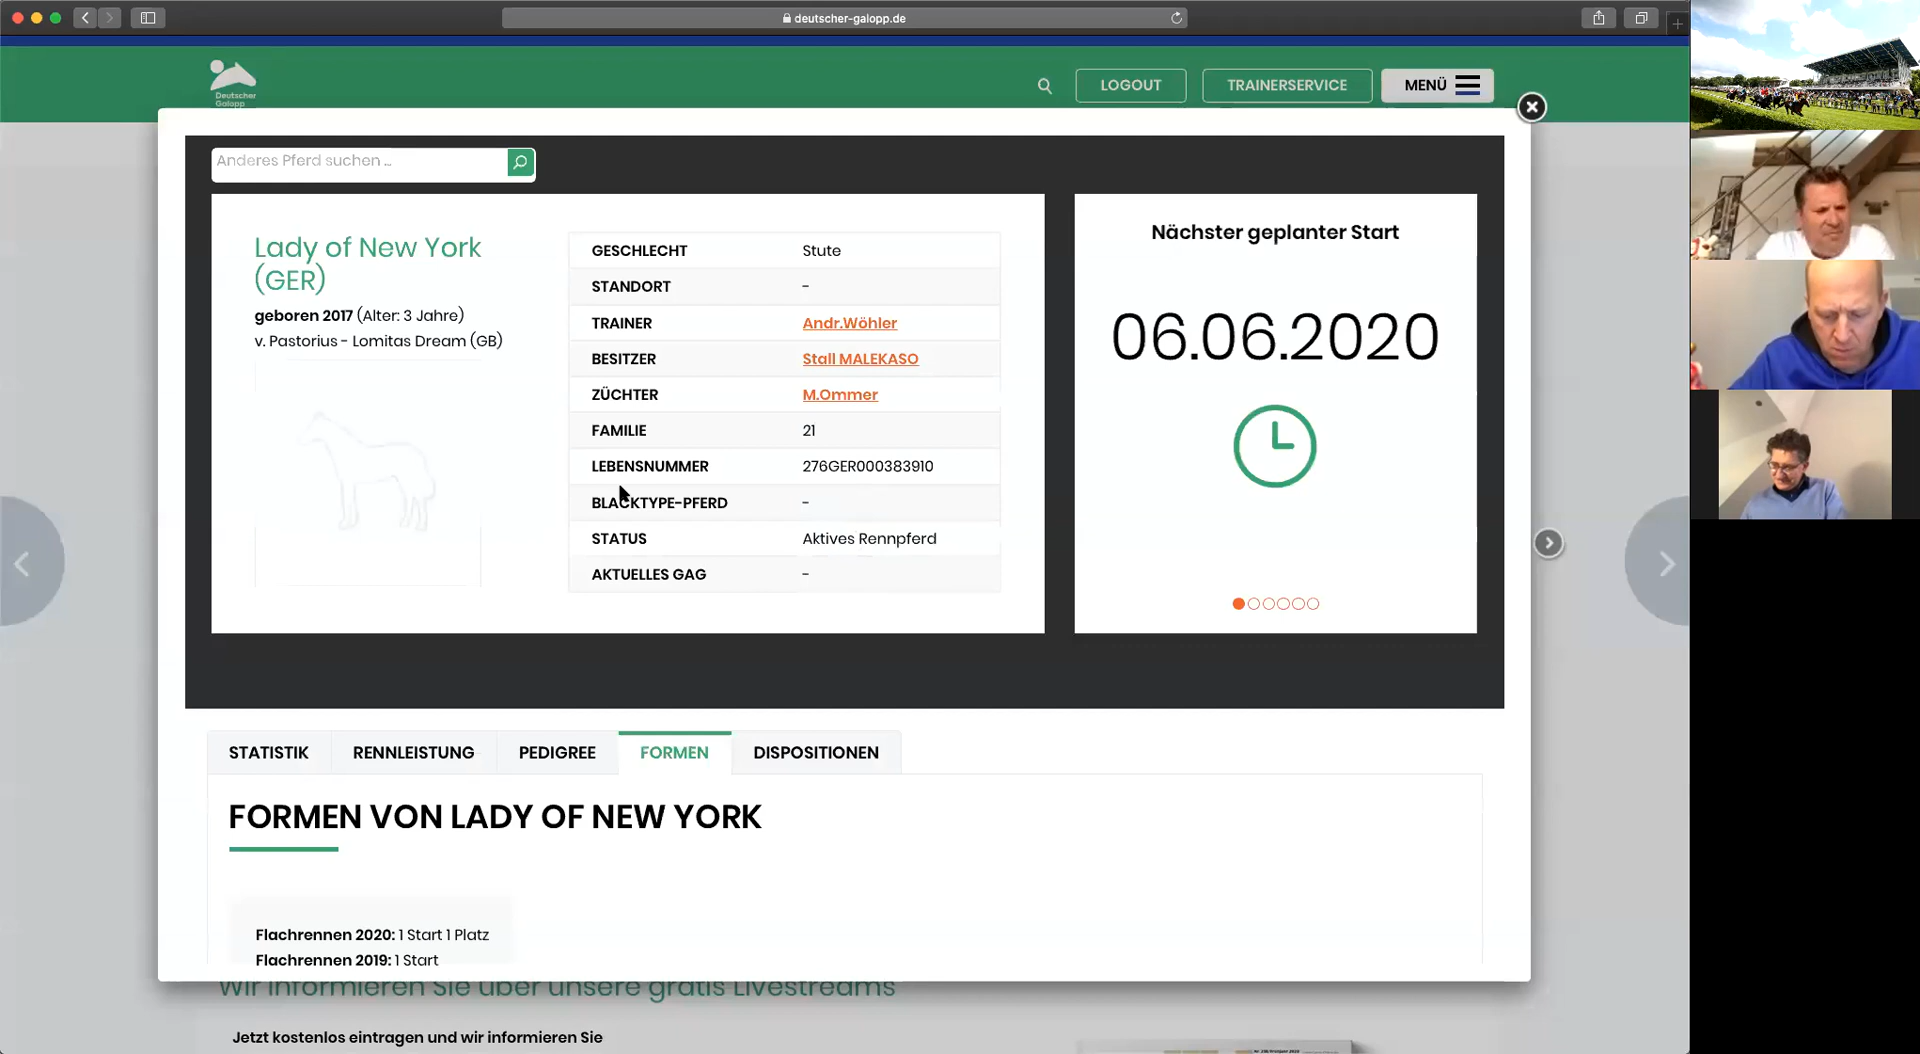 deutscher-galopp.de
Deutscher
Galopp
LOGOUT
TRAINERSERVICE
MENÜ
Anderes Pferd suchen ...
Lady of New York
(GER)
geboren 2017 (Alter: 3 Jahre)
v. Pastorius - Lomitas Dream (GB)
GESCHLECHT Stute
STANDORT -
TRAINER Andr.Wöhler
BESITZER Stall MALEKASO
ZÜCHTER M.Ommer
FAMILIE 21
LEBENSNUMMER 276GER000383910
BLACKTYPE-PFERD -
STATUS Aktives Rennpferd
AKTUELLES GAG -
Nächster geplanter Start
06.06.2020
STATISTIK
RENNLEISTUNG
PEDIGREE
FORMEN
DISPOSITIONEN
FORMEN VON LADY OF NEW YORK
Flachrennen 2020: 1 Start 1 Platz
Flachrennen 2019: 1 Start
Wir informieren Sie über unsere gratis Livestreams
Jetzt kostenlos eintragen und wir informieren Sie